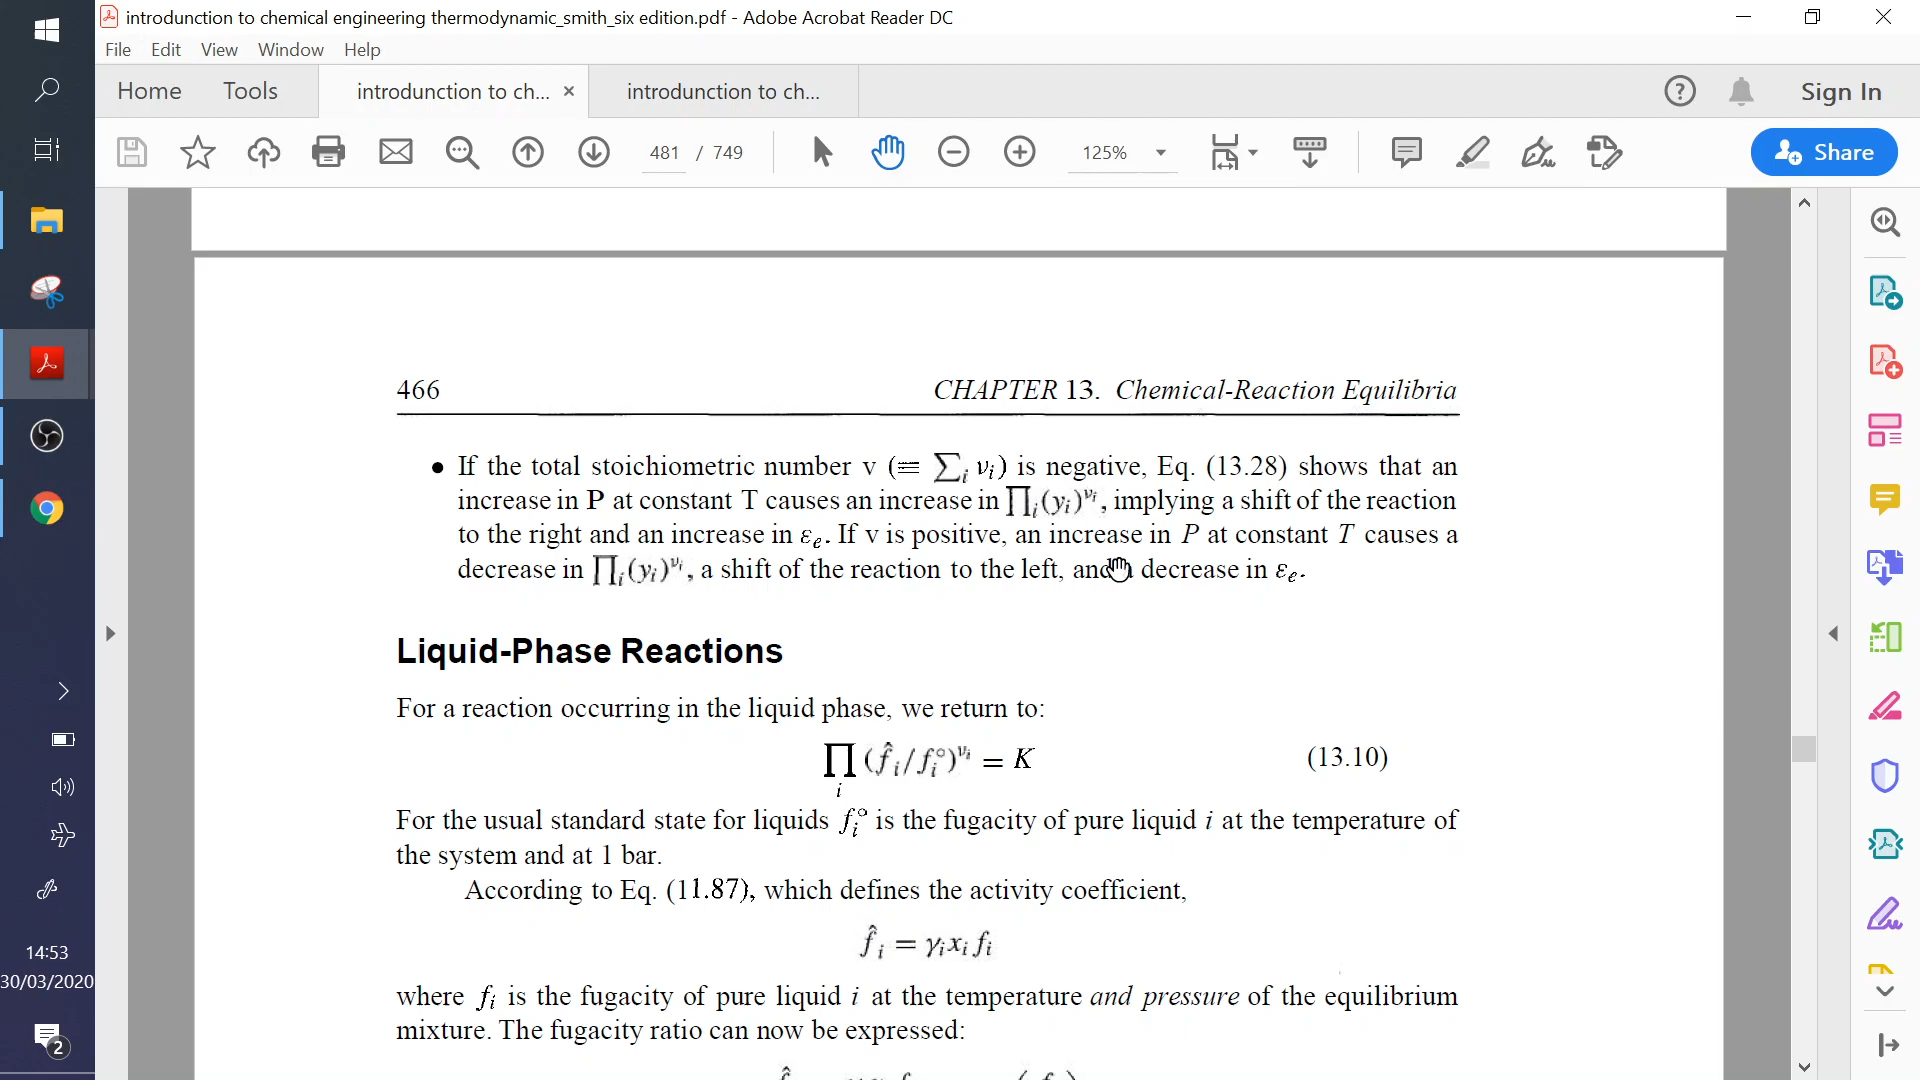 introdunction to chemical engineering thermodynamic_smith_six edition.pdf - Adobe Acrobat Reader DC
File Edit View Window Help
Home Tools introdunction to ch... × introdunction to ch... Sign In
481 / 749 125% Share
466 CHAPTER 13. Chemical-Reaction Equilibria
• If the total stoichiometric number ν (≡ ∑ᵢ νᵢ) is negative, Eq. (13.28) shows that an
increase in P at constant T causes an increase in ∏ᵢ(yᵢ)^νᵢ, implying a shift of the reaction
to the right and an increase in εₑ. If ν is positive, an increase in P at constant T causes a
decrease in ∏ᵢ(yᵢ)^νᵢ, a shift of the reaction to the left, and decrease in εₑ.
Liquid-Phase Reactions
For a reaction occurring in the liquid phase, we return to:
∏ᵢ (f̂ᵢ/fᵢ°)^νᵢ = K (13.10)
For the usual standard state for liquids fᵢ° is the fugacity of pure liquid i at the temperature of
the system and at 1 bar.
According to Eq. (11.87), which defines the activity coefficient,
f̂ᵢ = γᵢxᵢfᵢ
where fᵢ is the fugacity of pure liquid i at the temperature and pressure of the equilibrium
mixture. The fugacity ratio can now be expressed:
14:53
30/03/2020
2